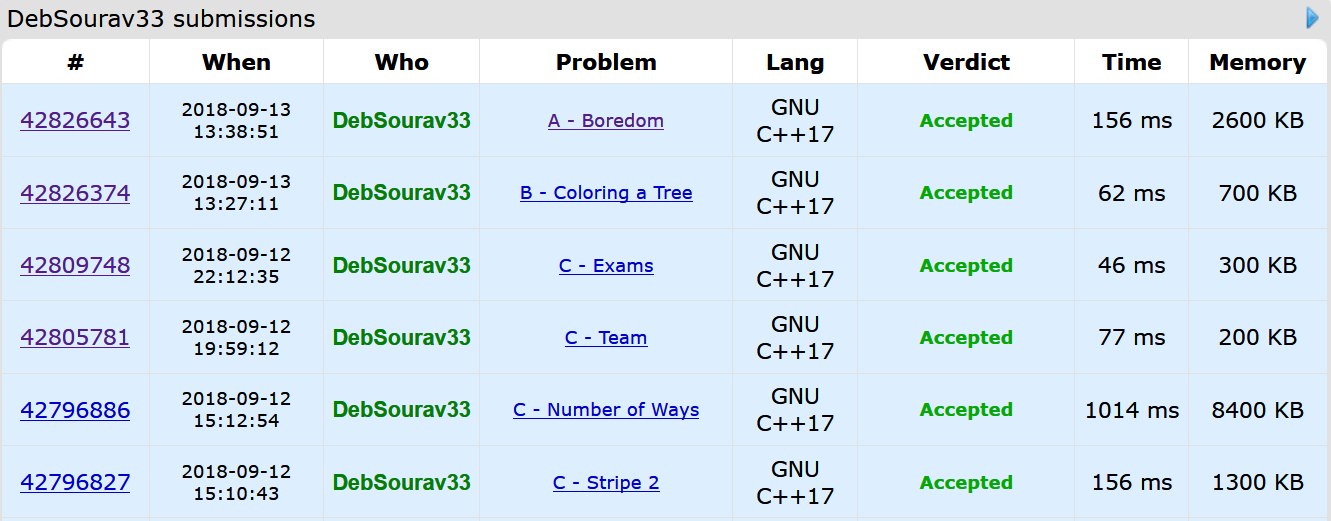 DebSourav33 submissions
# When Who Problem Lang Verdict Time Memory
42826643 2018-09-13 13:38:51 DebSourav33 A - Boredom GNU C++17 Accepted 156 ms 2600 KB
42826374 2018-09-13 13:27:11 DebSourav33 B - Coloring a Tree GNU C++17 Accepted 62 ms 700 KB
42809748 2018-09-12 22:12:35 DebSourav33 C - Exams GNU C++17 Accepted 46 ms 300 KB
42805781 2018-09-12 19:59:12 DebSourav33 C - Team GNU C++17 Accepted 77 ms 200 KB
42796886 2018-09-12 15:12:54 DebSourav33 C - Number of Ways GNU C++17 Accepted 1014 ms 8400 KB
42796827 2018-09-12 15:10:43 DebSourav33 C - Stripe 2 GNU C++17 Accepted 156 ms 1300 KB